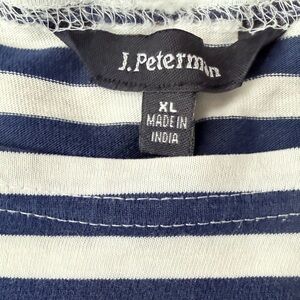 J. Peterman
XL
MADE IN
INDIA